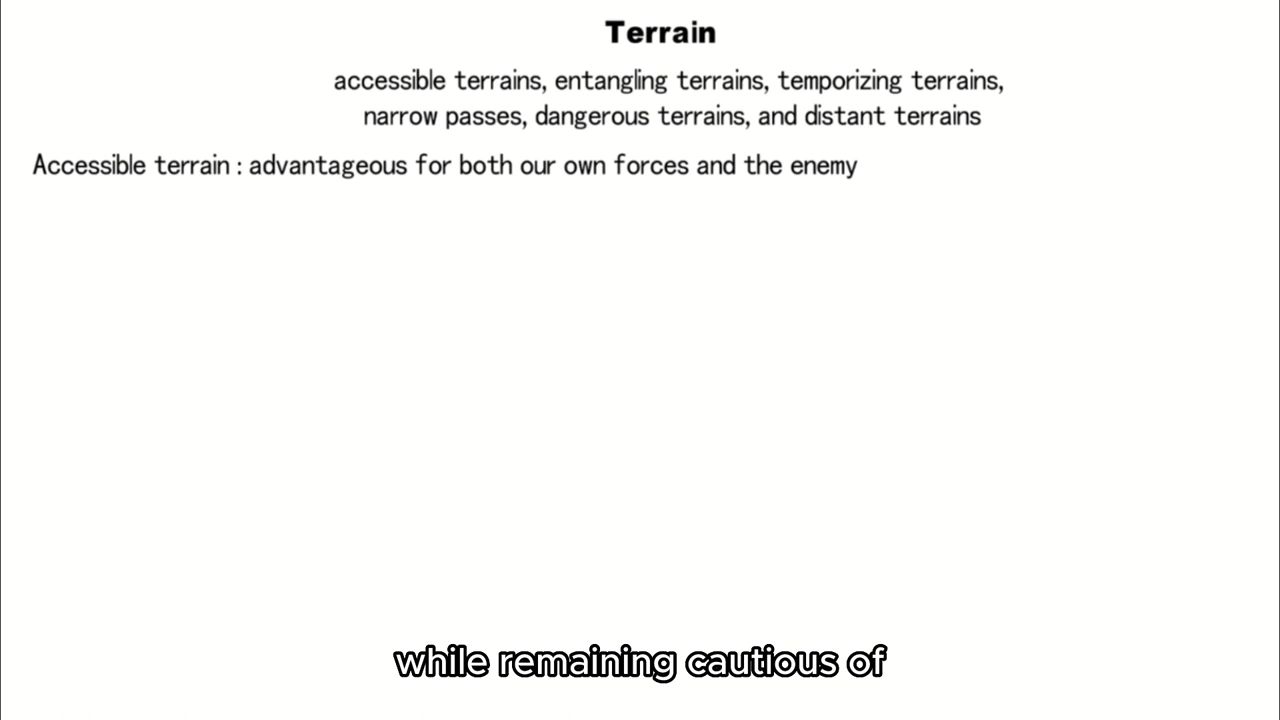 Terrain
accessible terrains, entangling terrains, temporizing terrains,
narrow passes, dangerous terrains, and distant terrains
Accessible terrain : advantageous for both our own forces and the enemy
while remaining cautious of